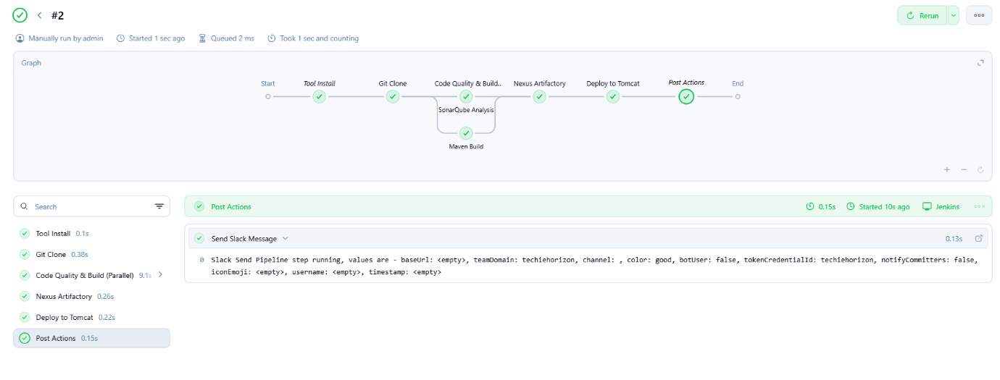 #2
Rerun
Manually run by admin Started 1 sec ago Queued 2 ms Took 1 sec and counting
Graph
Start Tool Install Git Clone Code Quality & Build... Nexus Artifactory Deploy to Tomcat Post Actions End
SonarQube Analysis
Maven Build
Search
Post Actions 0.15s Started 10s ago Jenkins
Tool Install 0.1s
Git Clone 0.38s
Code Quality & Build (Parallel) 9.1s
Nexus Artifactory 0.26s
Deploy to Tomcat 0.22s
Post Actions 0.15s
Send Slack Message 0.13s
0 Slack Send Pipeline step running, values are - baseUrl: <empty>, teamDomain: techiehorizon, channel: , color: good, botUser: false, tokenCredentialId: techiehorizon, notifyCommitters: false,
iconEmoji: <empty>, username: <empty>, timestamp: <empty>